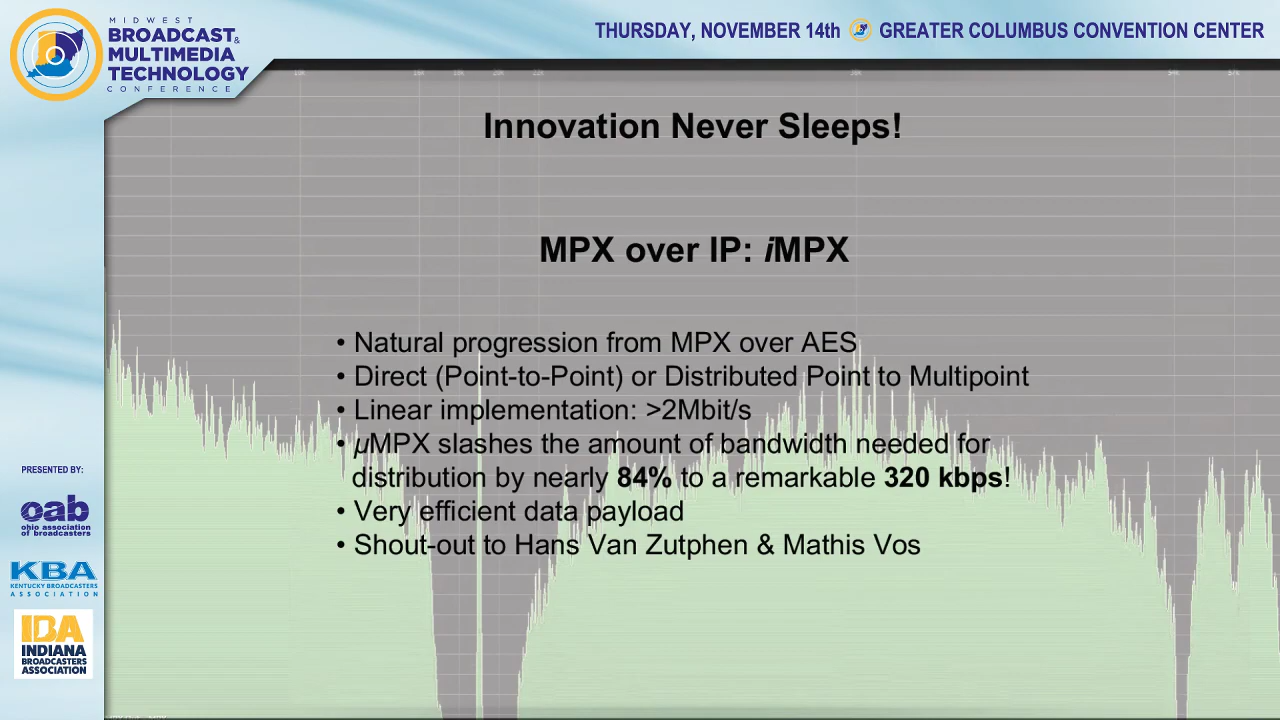 MIDWEST
BROADCAST&
MULTIMEDIA
TECHNOLOGY
CONFERENCE
THURSDAY, NOVEMBER 14th
GREATER COLUMBUS CONVENTION CENTER
Innovation Never Sleeps!
MPX over IP: iMPX
• Natural progression from MPX over AES
• Direct (Point-to-Point) or Distributed Point to Multipoint
• Linear implementation: >2Mbit/s
• µMPX slashes the amount of bandwidth needed for
distribution by nearly 84% to a remarkable 320 kbps!
• Very efficient data payload
• Shout-out to Hans Van Zutphen & Mathis Vos
PRESENTED BY:
oab
ohio association
of broadcasters
KBA
KENTUCKY BROADCASTERS
ASSOCIATION
IBA
INDIANA
BROADCASTERS
ASSOCIATION